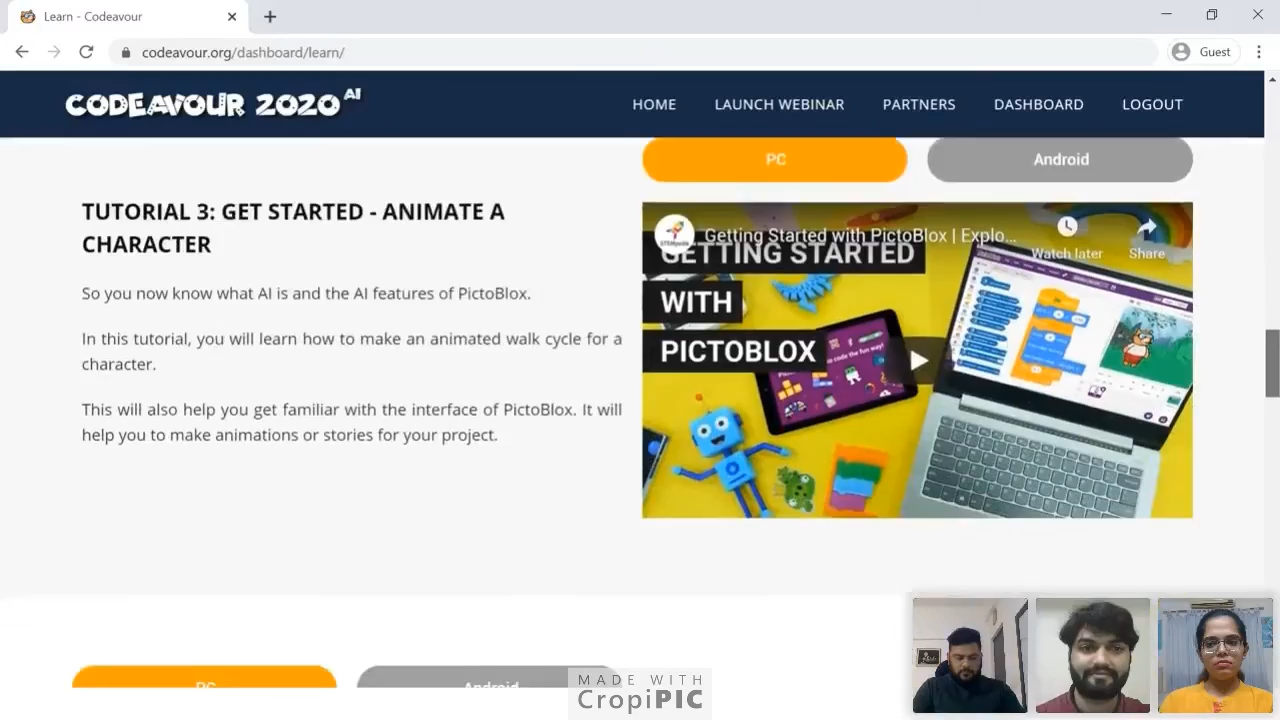 Learn - Codeavour
codeavour.org/dashboard/learn/
Guest
CODEAVOUR 2020 AI
HOME
LAUNCH WEBINAR
PARTNERS
DASHBOARD
LOGOUT
PC
Android
TUTORIAL 3: GET STARTED - ANIMATE A
CHARACTER
So you now know what AI is and the AI features of PictoBlox.
In this tutorial, you will learn how to make an animated walk cycle for a
character.
This will also help you get familiar with the interface of PictoBlox. It will
help you to make animations or stories for your project.
Getting Started with PictoBlox | Explo...
Watch later
Share
GETTING STARTED
WITH
PICTOBLOX
PC
Android
MADE WITH
CropiPIC